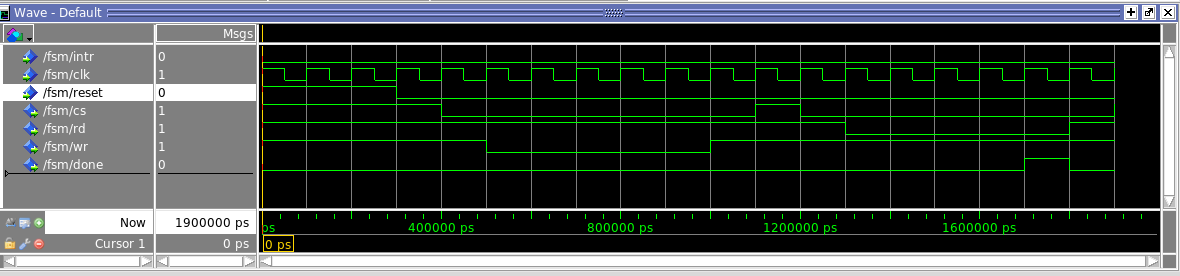 Wave - Default
Msgs
/fsm/intr 0
/fsm/clk 1
/fsm/reset 0
/fsm/cs 1
/fsm/rd 1
/fsm/wr 1
/fsm/done 0
Now 1900000 ps ps 400000 ps 800000 ps 1200000 ps 1600000 ps
Cursor 1 0 ps 0 ps